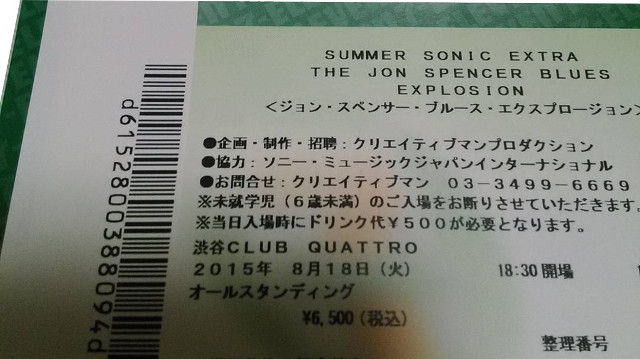 SUMMER SONIC EXTRA
THE JON SPENCER BLUES
EXPLOSION
＜ジョン・スペンサー・ブルース・エクスプロージョン＞
●企画・制作・招聘：クリエイティブマンプロダクション
●協力：ソニー・ミュージックジャパンインターナショナル
●お問合せ：クリエイティブマン　03-3499-6669
※未就学児（6歳未満）のご入場をお断りさせていただきます。
※当日入場時にドリンク代￥500が必要となります。
渋谷CLUB QUATTRO
2015年 8月18日（火） 18:30開場
オールスタンディング
¥6,500(税込)
整理番号
d6152800388094d